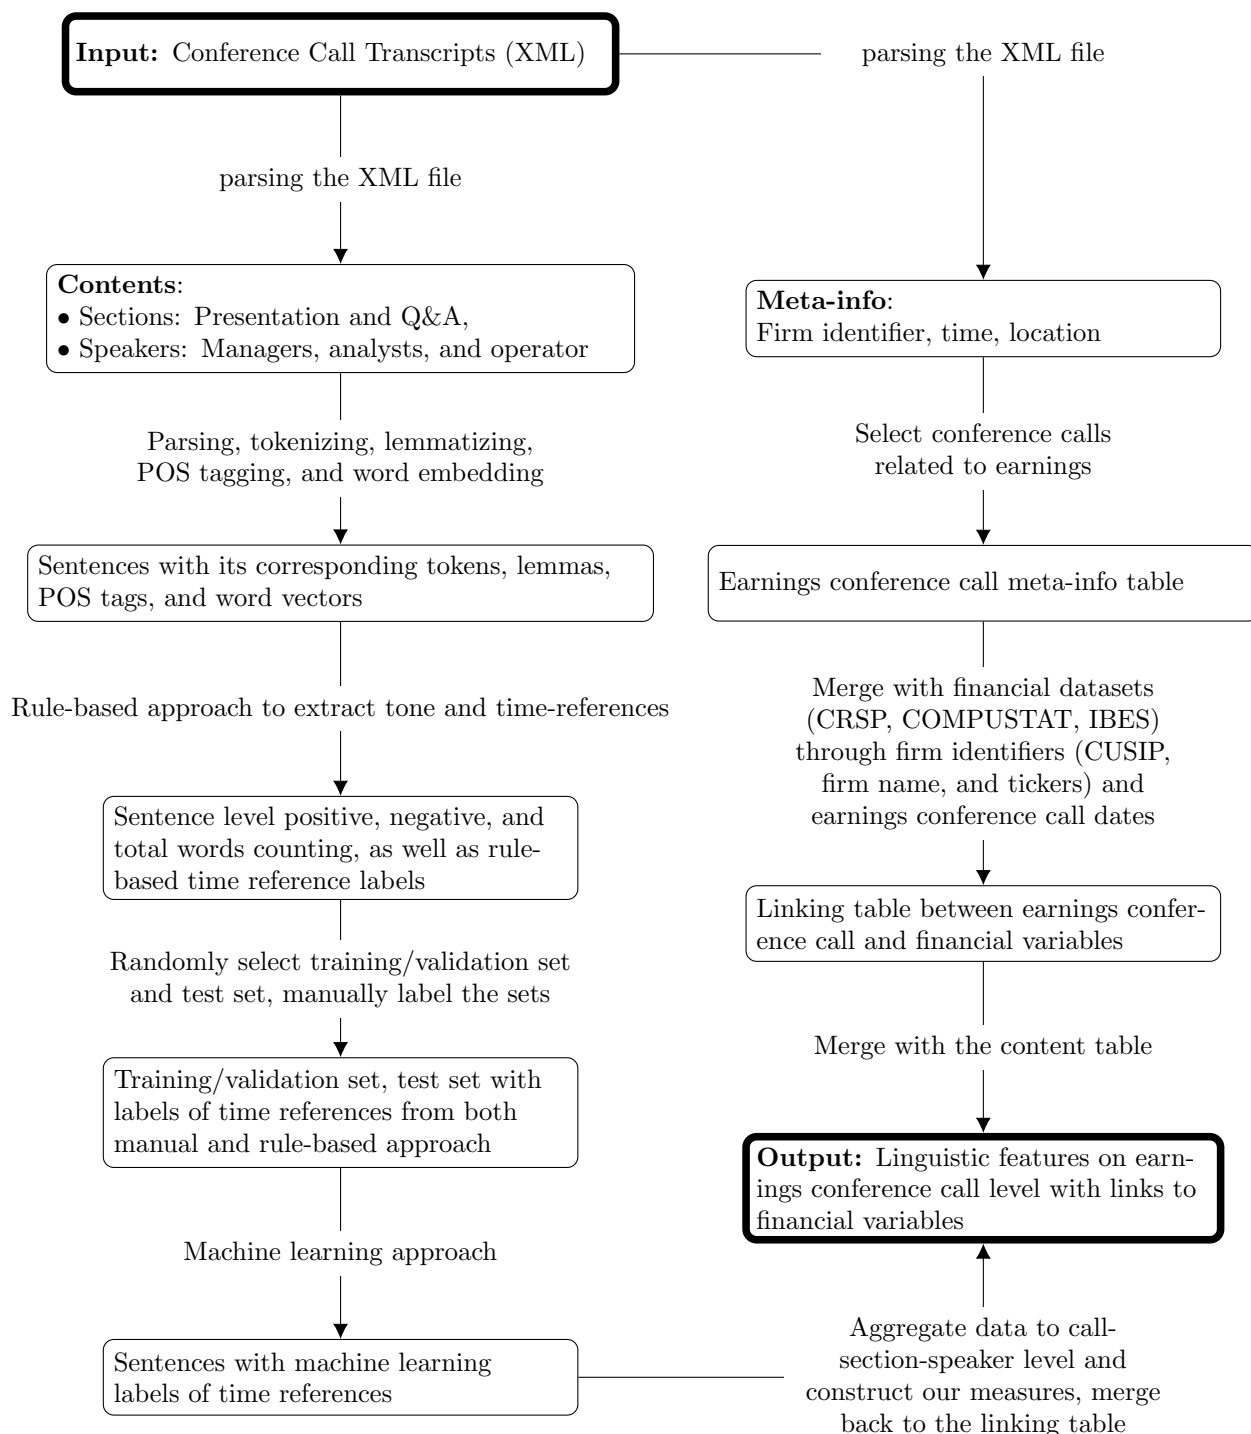 Input: Conference Call Transcripts (XML)
parsing the XML file
parsing the XML file
Contents:
• Sections: Presentation and Q&A,
• Speakers: Managers, analysts, and operator
Parsing, tokenizing, lemmatizing,
POS tagging, and word embedding
Sentences with its corresponding tokens, lemmas,
POS tags, and word vectors
Rule-based approach to extract tone and time-references
Sentence level positive, negative, and
total words counting, as well as rule-
based time reference labels
Randomly select training/validation set
and test set, manually label the sets
Training/validation set, test set with
labels of time references from both
manual and rule-based approach
Machine learning approach
Sentences with machine learning
labels of time references
Meta-info:
Firm identifier, time, location
Select conference calls
related to earnings
Earnings conference call meta-info table
Merge with financial datasets
(CRSP, COMPUSTAT, IBES)
through firm identifiers (CUSIP,
firm name, and tickers) and
earnings conference call dates
Linking table between earnings confer-
ence call and financial variables
Merge with the content table
Output: Linguistic features on earn-
ings conference call level with links to
financial variables
Aggregate data to call-
section-speaker level and
construct our measures, merge
back to the linking table